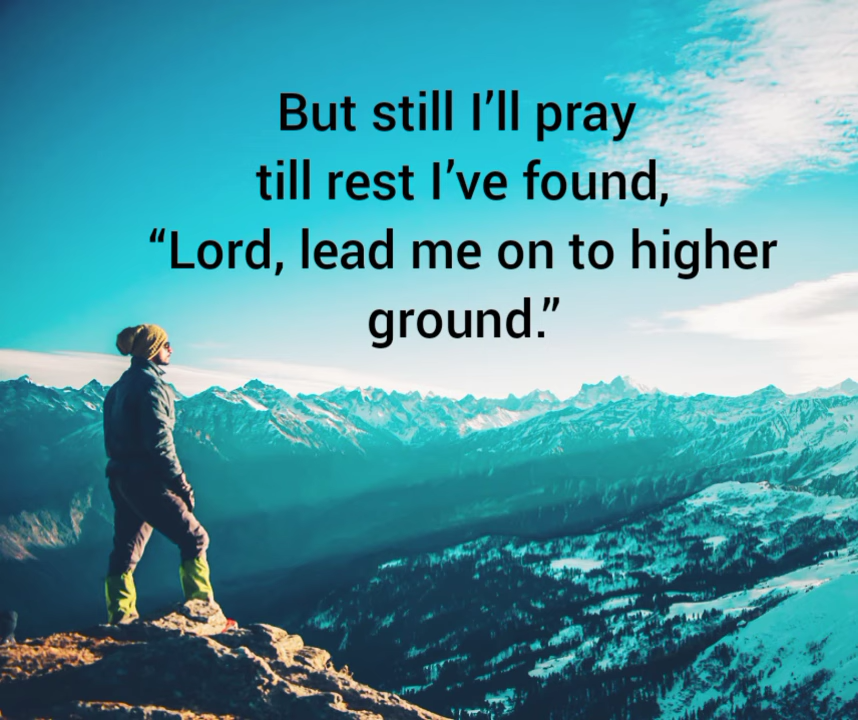 But still I’ll pray
till rest I’ve found,
“Lord, lead me on to higher
ground.”